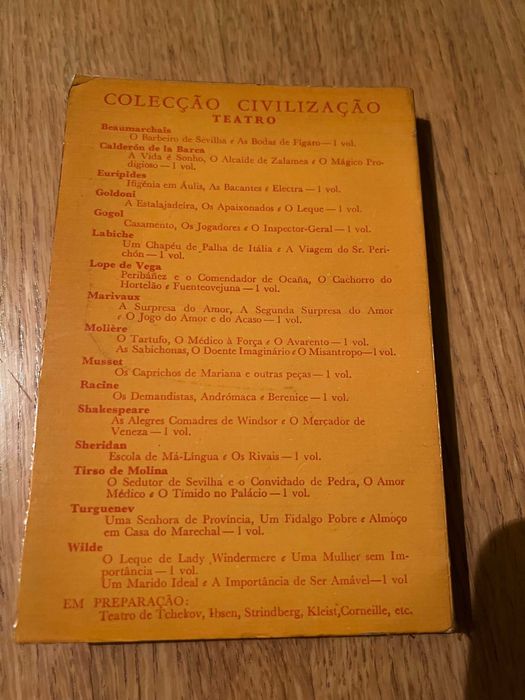 COLECÇÃO CIVILIZAÇÃO
TEATRO
Beaumarchais
O Barbeiro de Sevilha e As Bodas de Fígaro — 1 vol.
Calderón de la Barca
A Vida é Sonho, O Alcaide de Zalamea e O Mágico Pro-
digioso — 1 vol.
Eurípides
Ifigénia em Áulis, As Bacantes e Electra — 1 vol.
Goldoni
A Estalajadeira, Os Apaixonados e O Leque — 1 vol.
Gogol
Casamento, Os Jogadores e O Inspector-Geral — 1 vol.
Labiche
Um Chapéu de Palha de Itália e A Viagem do Sr. Peri-
chón — 1 vol.
Lope de Vega
Peribáñez e o Comendador de Ocaña, O Cachorro do
Hortelão e Fuenteovejuna — 1 vol.
Marivaux
A Surpresa do Amor, A Segunda Surpresa do Amor
e O Jogo do Amor e do Acaso — 1 vol.
Molière
O Tartufo, O Médico à Força e O Avarento — 1 vol.
As Sabichonas, O Doente Imaginário e O Misantropo — 1 vol.
Musset
Os Caprichos de Mariana e outras peças — 1 vol.
Racine
Os Demandistas, Andrómaca e Berenice — 1 vol.
Shakespeare
As Alegres Comadres de Windsor e O Mercador de
Veneza — 1 vol.
Sheridan
Escola de Má-Língua e Os Rivais — 1 vol.
Tirso de Molina
O Sedutor de Sevilha e o Convidado de Pedra, O Amor
Médico e O Tímido no Palácio — 1 vol.
Turguenev
Uma Senhora de Província, Um Fidalgo Pobre e Almoço
em Casa do Marechal — 1 vol.
Wilde
O Leque de Lady Windermere e Uma Mulher sem Im-
portância — 1 vol.
Um Marido Ideal e A Importância de Ser Amável — 1 vol
EM PREPARAÇÃO:
Teatro de Tchekov, Ibsen, Strindberg, Kleist, Corneille, etc.